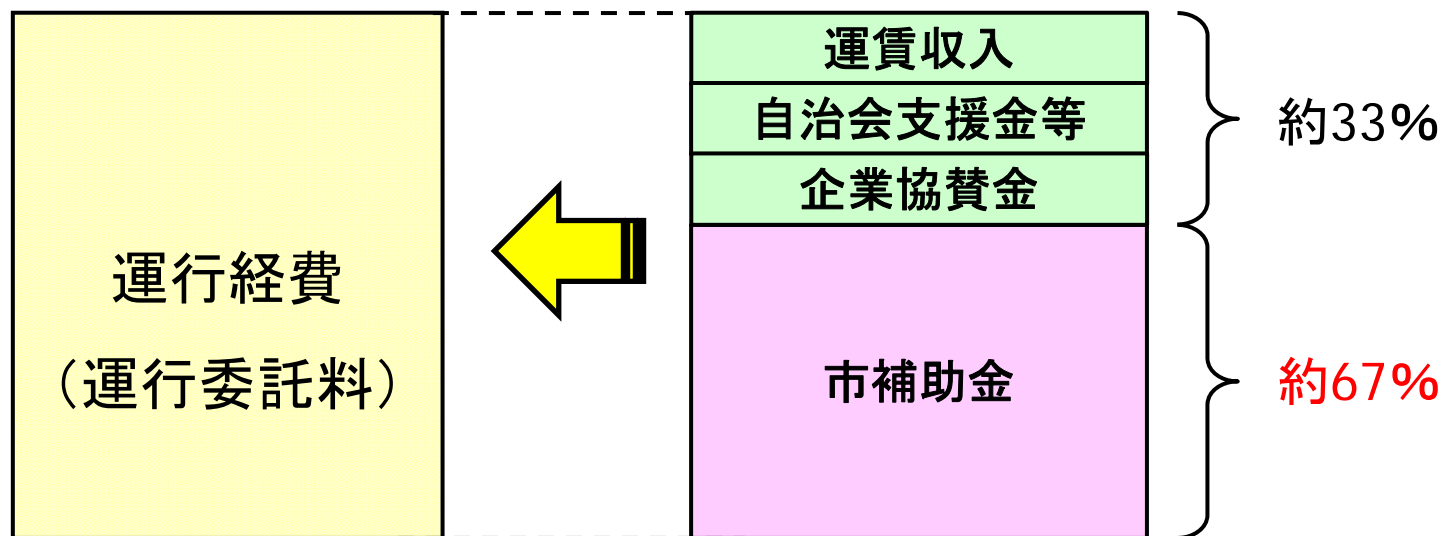 運賃収入
自治会支援金等
企業協賛金
約33%
運行経費
（運行委託料）
市補助金
約67%